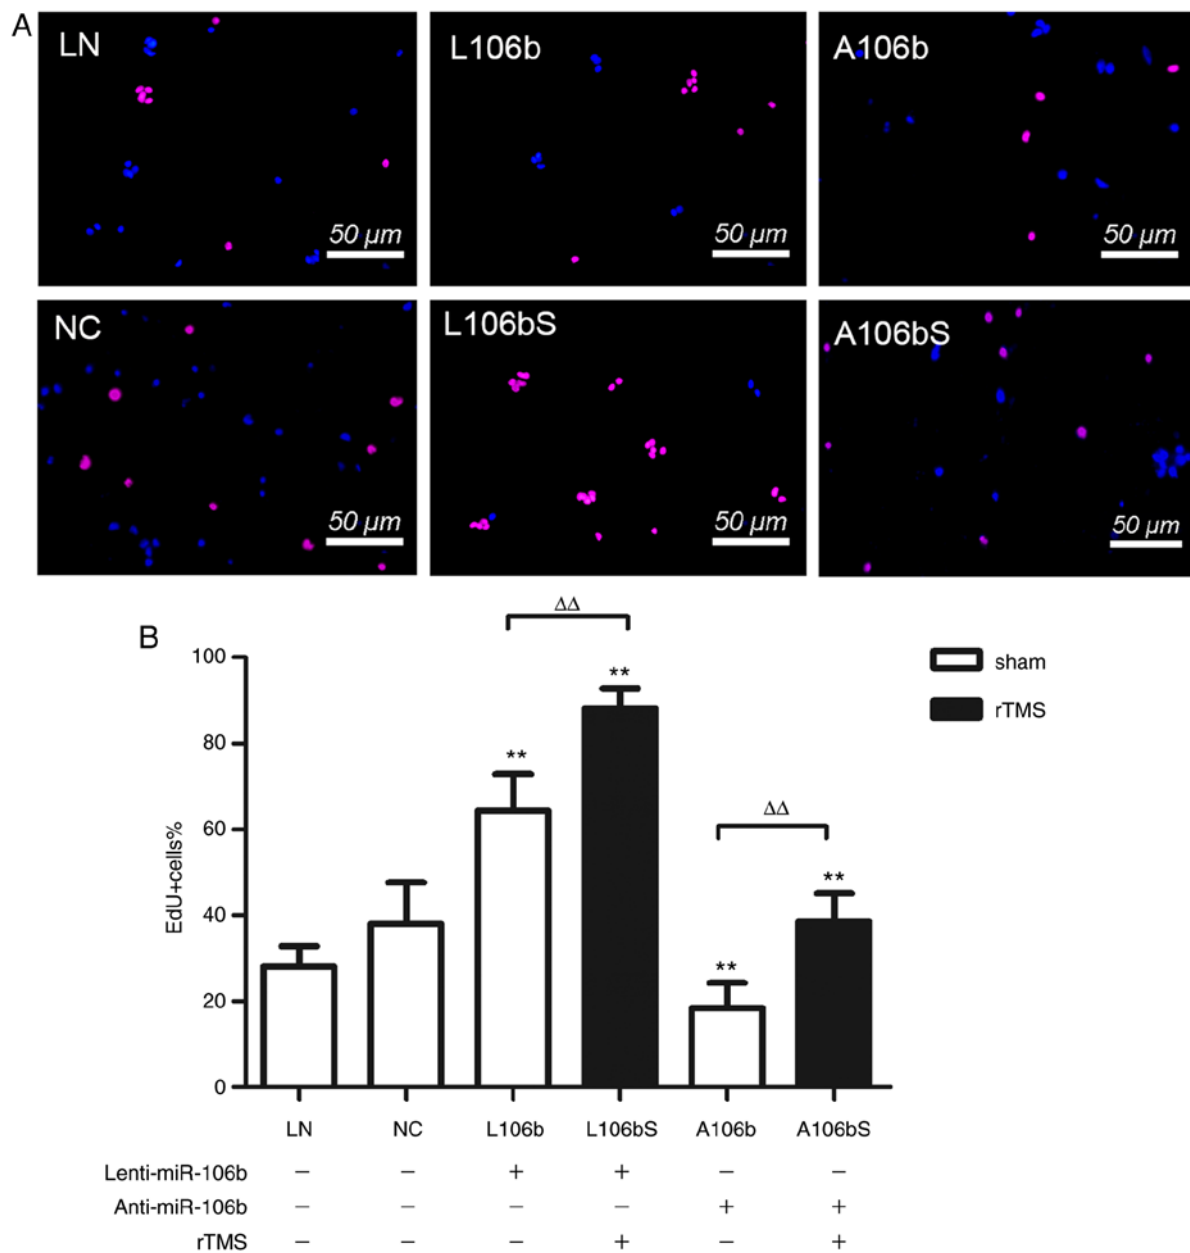 A
LN
L106b
A106b
50 µm
50 µm
50 µm
NC
L106bS
A106bS
50 µm
50 µm
50 µm
B
ΔΔ
sham
rTMS
100
80
60
40
20
0
EdU+cells%
**
**
ΔΔ
**
**
LN NC L106b L106bS A106b A106bS
Lenti-miR-106b − − + + − −
Anti-miR-106b − − − − + +
rTMS − − − + − +